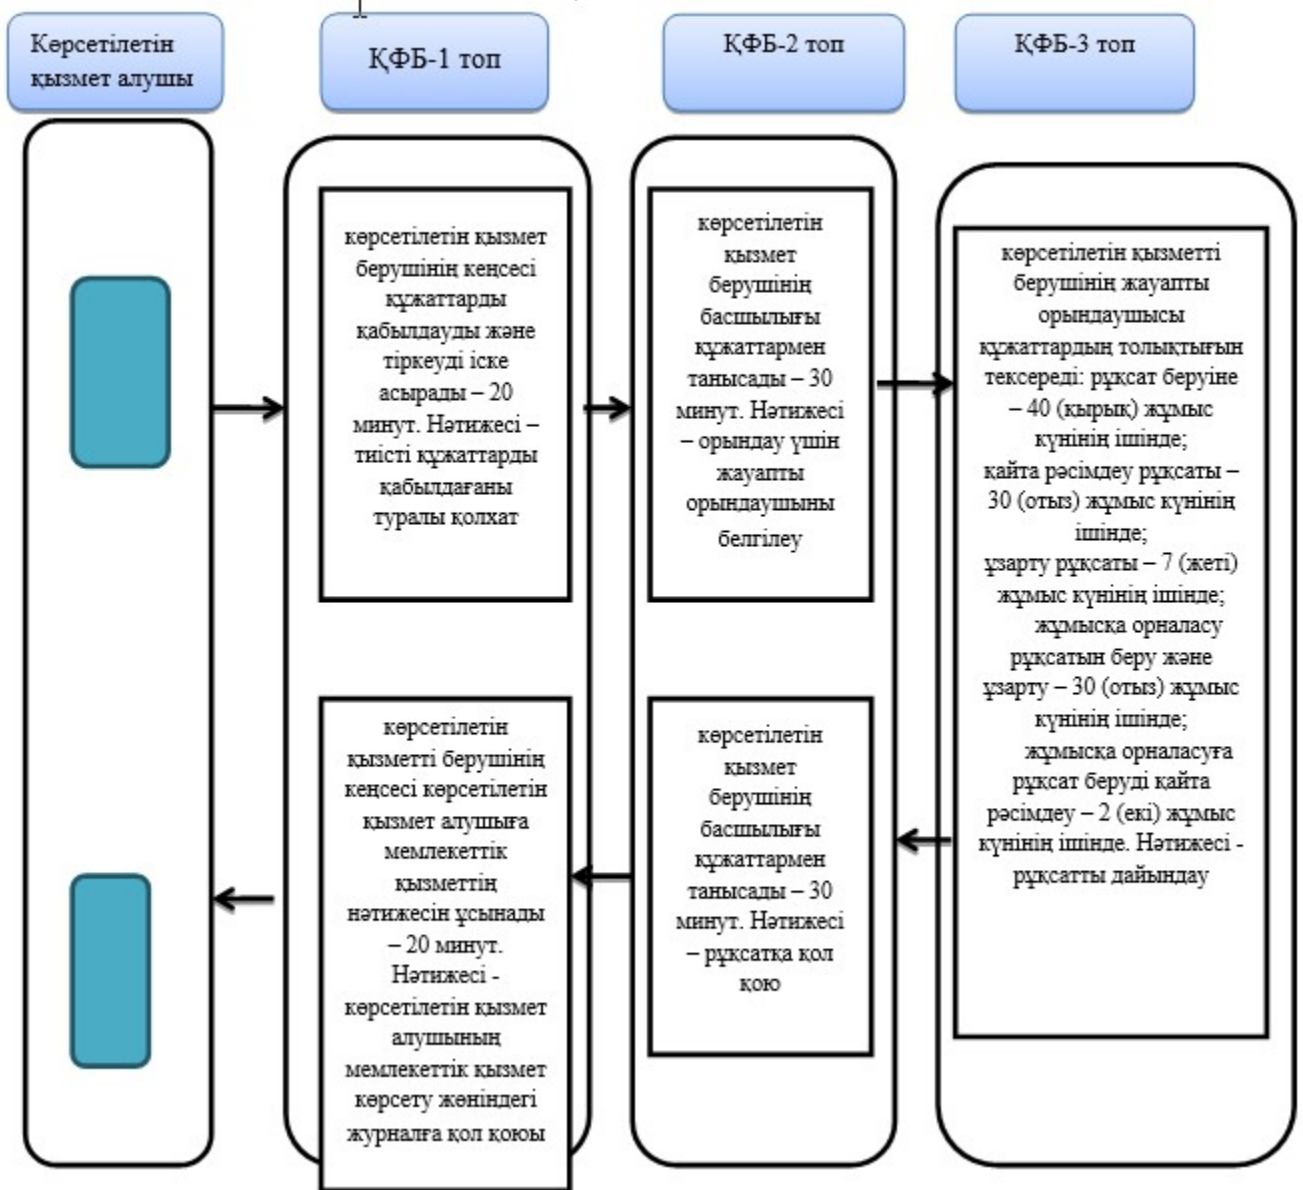 Көрсетілетін
қызмет алушы
ҚФБ-1 топ
ҚФБ-2 топ
ҚФБ-3 топ
көрсетілетін қызмет
берушінің кеңсесі
құжаттарды
қабылдауды және
тіркеуді іске
асырады – 20
минут. Нәтижесі –
тиісті құжаттарды
қабылдағаны
туралы қолхат
көрсетілетін
қызмет
берушінің
басшылығы
құжаттармен
танысады – 30
минут. Нәтижесі
– орындау үшін
жауапты
орындаушыны
белгілеу
көрсетілетін қызметті
берушінің жауапты
орындаушысы
құжаттардың толықтығын
тексереді: рұқсат беруіне
– 40 (қырық) жұмыс
күнінің ішінде;
қайта рәсімдеу рұқсаты –
30 (отыз) жұмыс күнінің
ішінде;
ұзарту рұқсаты – 7 (жеті)
жұмыс күнінің ішінде;
жұмысқа орналасу
рұқсатын беру және
ұзарту – 30 (отыз) жұмыс
күнінің ішінде;
жұмысқа орналасуға
рұқсат беруді қайта
рәсімдеу – 2 (екі) жұмыс
күнінің ішінде. Нәтижесі -
рұқсатты дайындау
көрсетілетін
қызмет
берушінің
басшылығы
құжаттармен
танысады – 30
минут. Нәтижесі
– рұқсатқа қол
қою
көрсетілетін
қызметті берушінің
кеңсесі көрсетілетін
қызмет алушыға
мемлекеттік
қызметтің
нәтижесін ұсынады
– 20 минут.
Нәтижесі -
көрсетілетін қызмет
алушының
мемлекеттік қызмет
көрсету жөніндегі
журналға қол қоюы